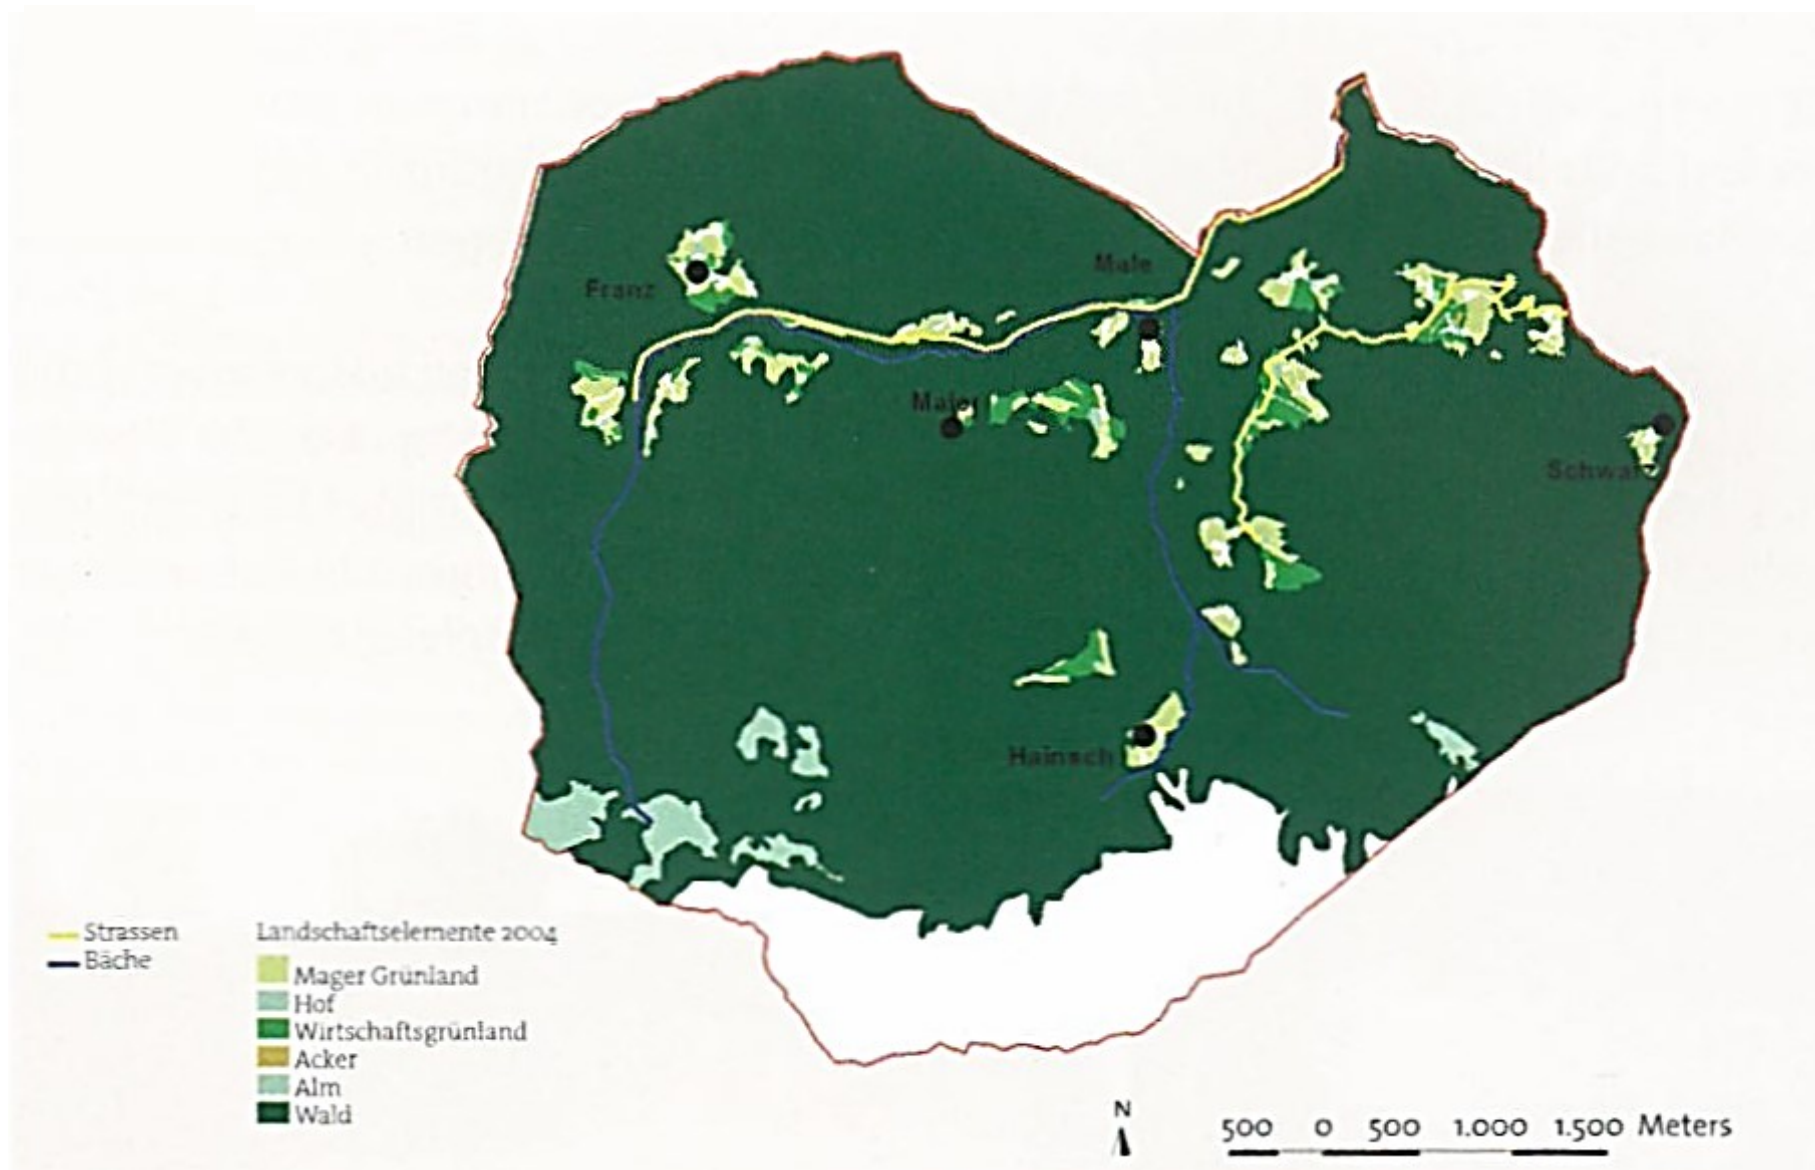 Male
Franz
Maier
Schwarz
Hainsch
Strassen
Bäche
Landschaftselemente 2004
Mager Grünland
Hof
Wirtschaftsgrünland
Acker
Alm
Wald
N
500 0 500 1.000 1.500 Meters